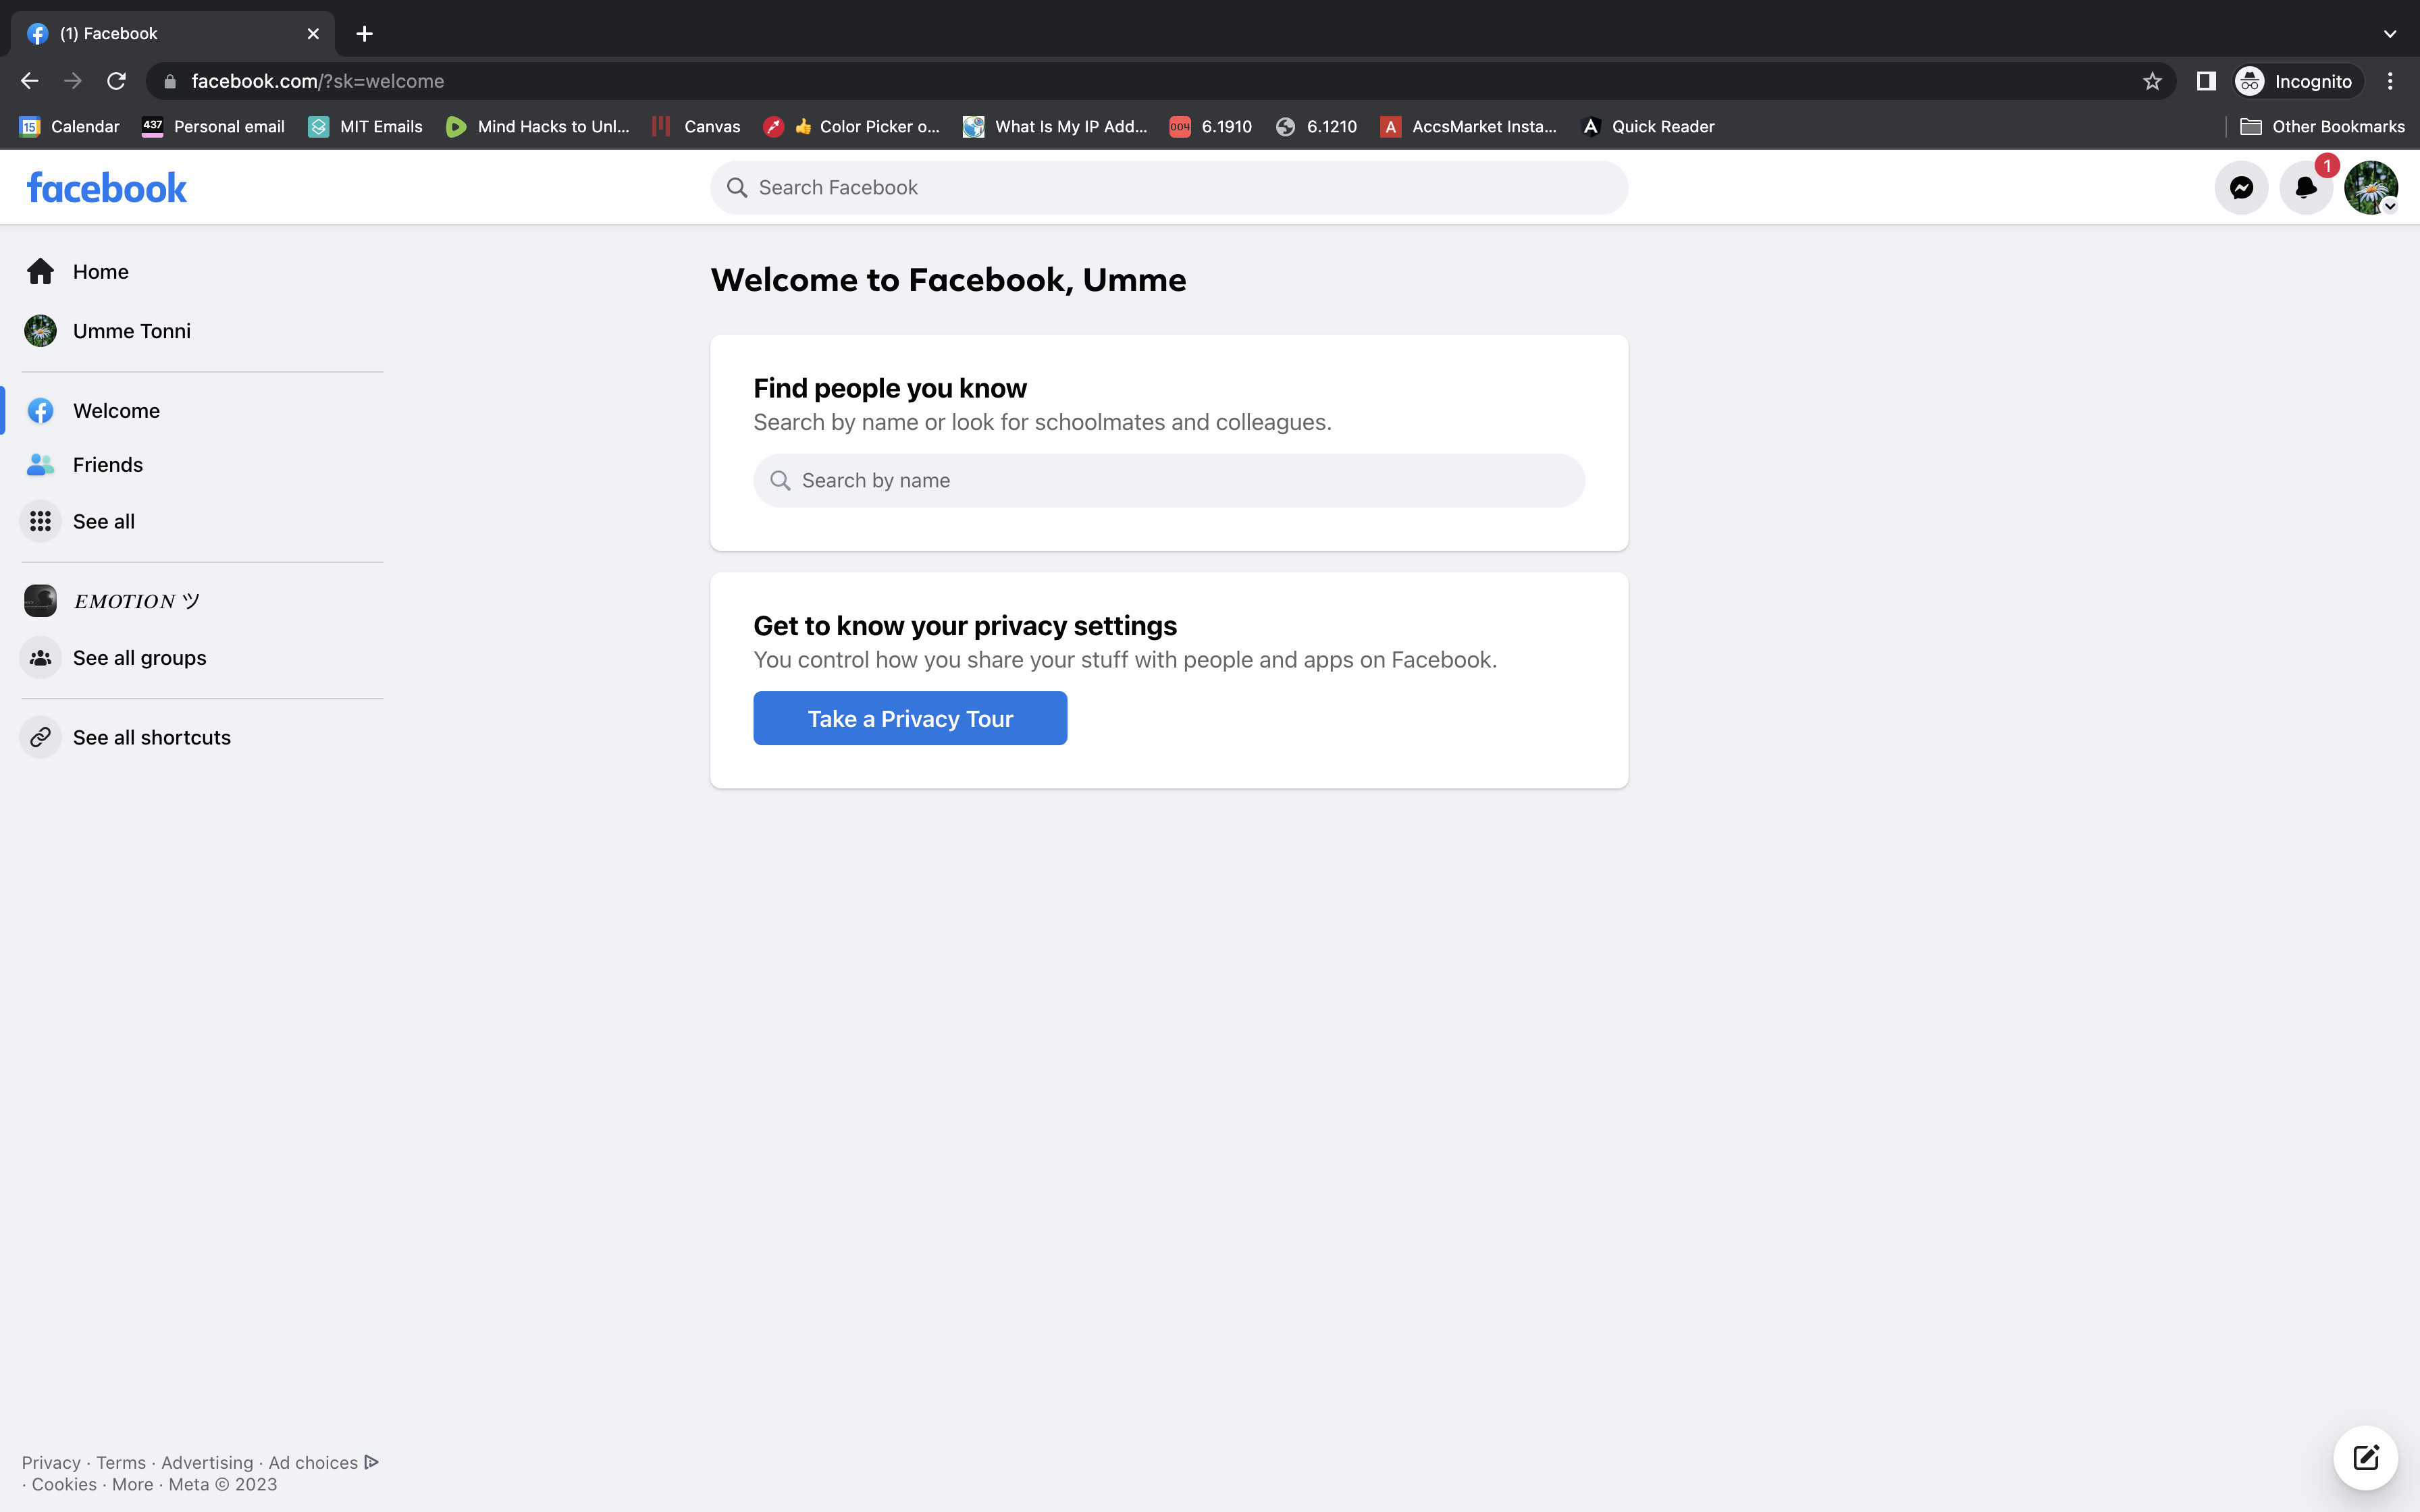 (1) Facebook
facebook.com/?sk=welcome
Incognito
15 Calendar
437 Personal email
MIT Emails
Mind Hacks to Unl...
Canvas
👍 Color Picker o...
What Is My IP Add...
004 6.1910
6.1210
A AccsMarket Insta...
Quick Reader
Other Bookmarks
facebook
Search Facebook
1
Home
Umme Tonni
Welcome
Friends
See all
𝐸𝑀𝑂𝑇𝐼𝑂𝑁 ツ
See all groups
See all shortcuts
Welcome to Facebook, Umme
Find people you know
Search by name or look for schoolmates and colleagues.
Search by name
Get to know your privacy settings
You control how you share your stuff with people and apps on Facebook.
Take a Privacy Tour
Privacy · Terms · Advertising · Ad choices
· Cookies · More · Meta © 2023